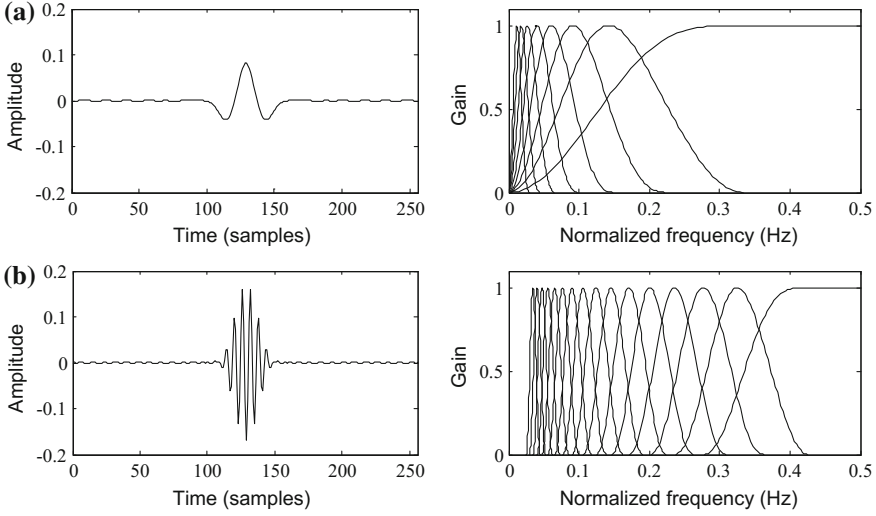 (a)
0.2
0.1
0
-0.1
-0.2
Amplitude
0 50 100 150 200 250
Time (samples)
1
0.5
0
Gain
0 0.1 0.2 0.3 0.4 0.5
Normalized frequency (Hz)
(b)
0.2
0.1
0
-0.1
-0.2
Amplitude
0 50 100 150 200 250
Time (samples)
1
0.5
0
Gain
0 0.1 0.2 0.3 0.4 0.5
Normalized frequency (Hz)